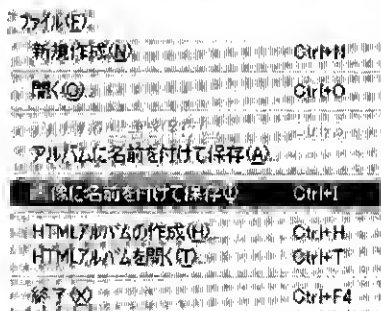 ファイル(F)
新規作成(N) Ctrl+N
開く(O) Ctrl+O
アルバムに名前を付けて保存(A)
像に名前を付けて保存(I) Ctrl+I
HTMLアルバムの作成(H) Ctrl+H
HTMLアルバムを開く(T) Ctrl+T
終了(X) Ctrl+F4